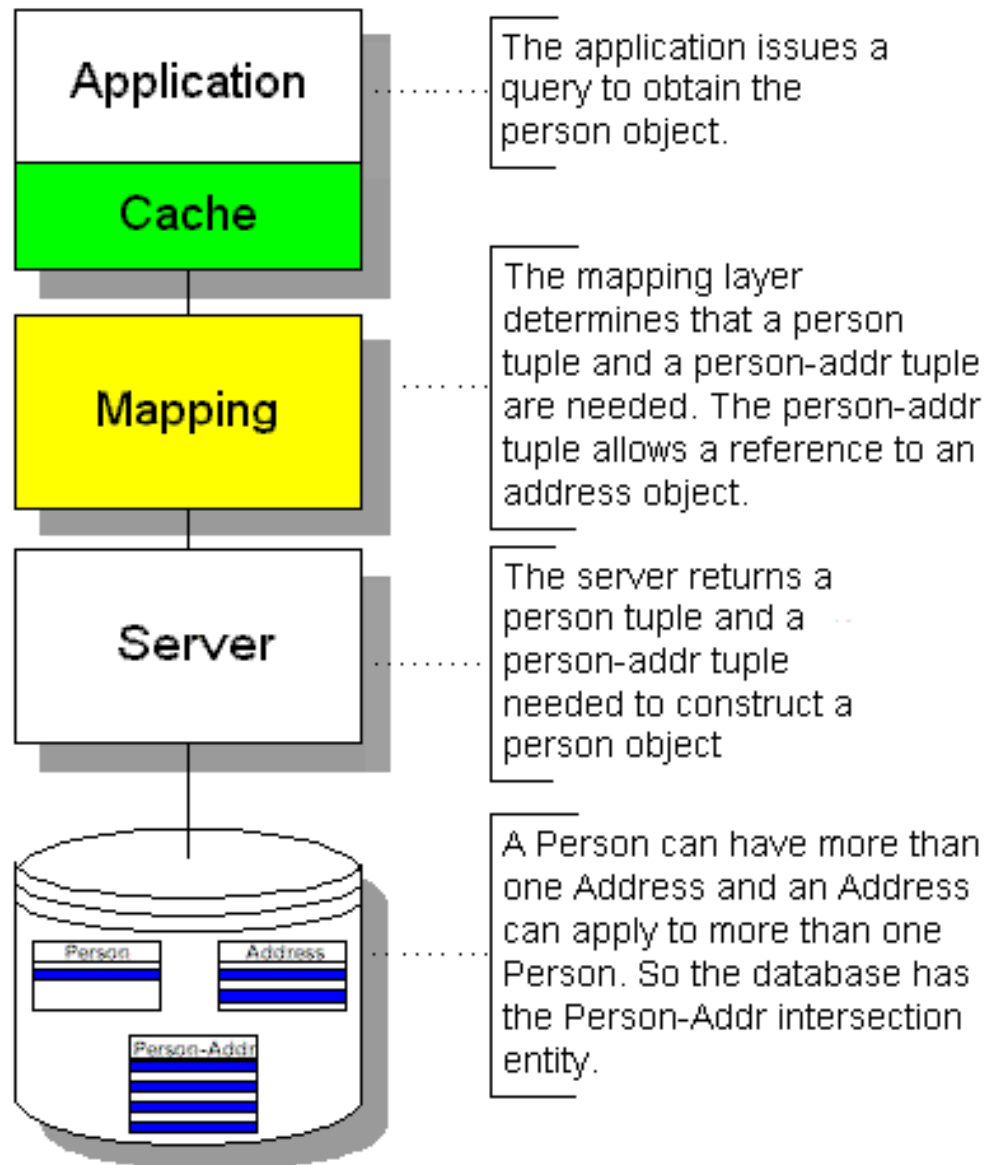 Application
The application issues a
query to obtain the
person object.
Cache
Mapping
The mapping layer
determines that a person
tuple and a person-addr tuple
are needed. The person-addr
tuple allows a reference to an
address object.
Server
The server returns a
person tuple and a
person-addr tuple
needed to construct a
person object
Person
Address
Person-Addr
A Person can have more than
one Address and an Address
can apply to more than one
Person. So the database has
the Person-Addr intersection
entity.